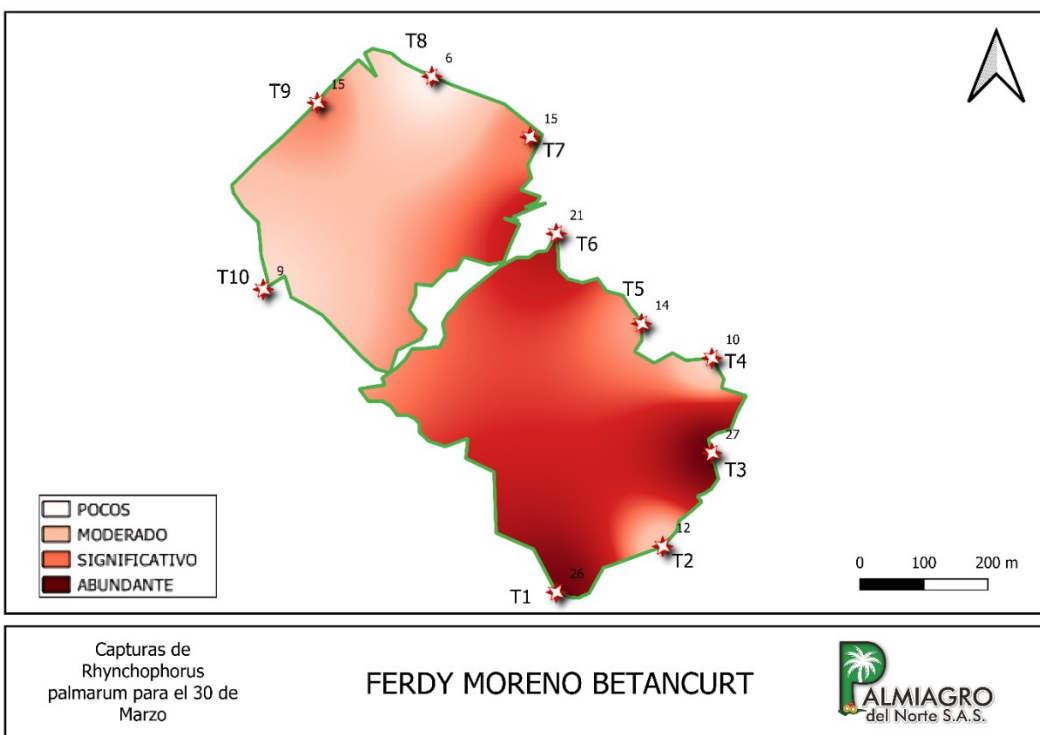 T8
6
T9
15
15
T7
21
T6
T10
9
T5
14
10
T4
27
T3
12
T2
26
T1
POCOS
MODERADO
SIGNIFICATIVO
ABUNDANTE
0 100 200 m
Capturas de
Rhynchophorus
palmarum para el 30 de
Marzo
FERDY MORENO BETANCURT
PALMIAGRO
del Norte S.A.S.